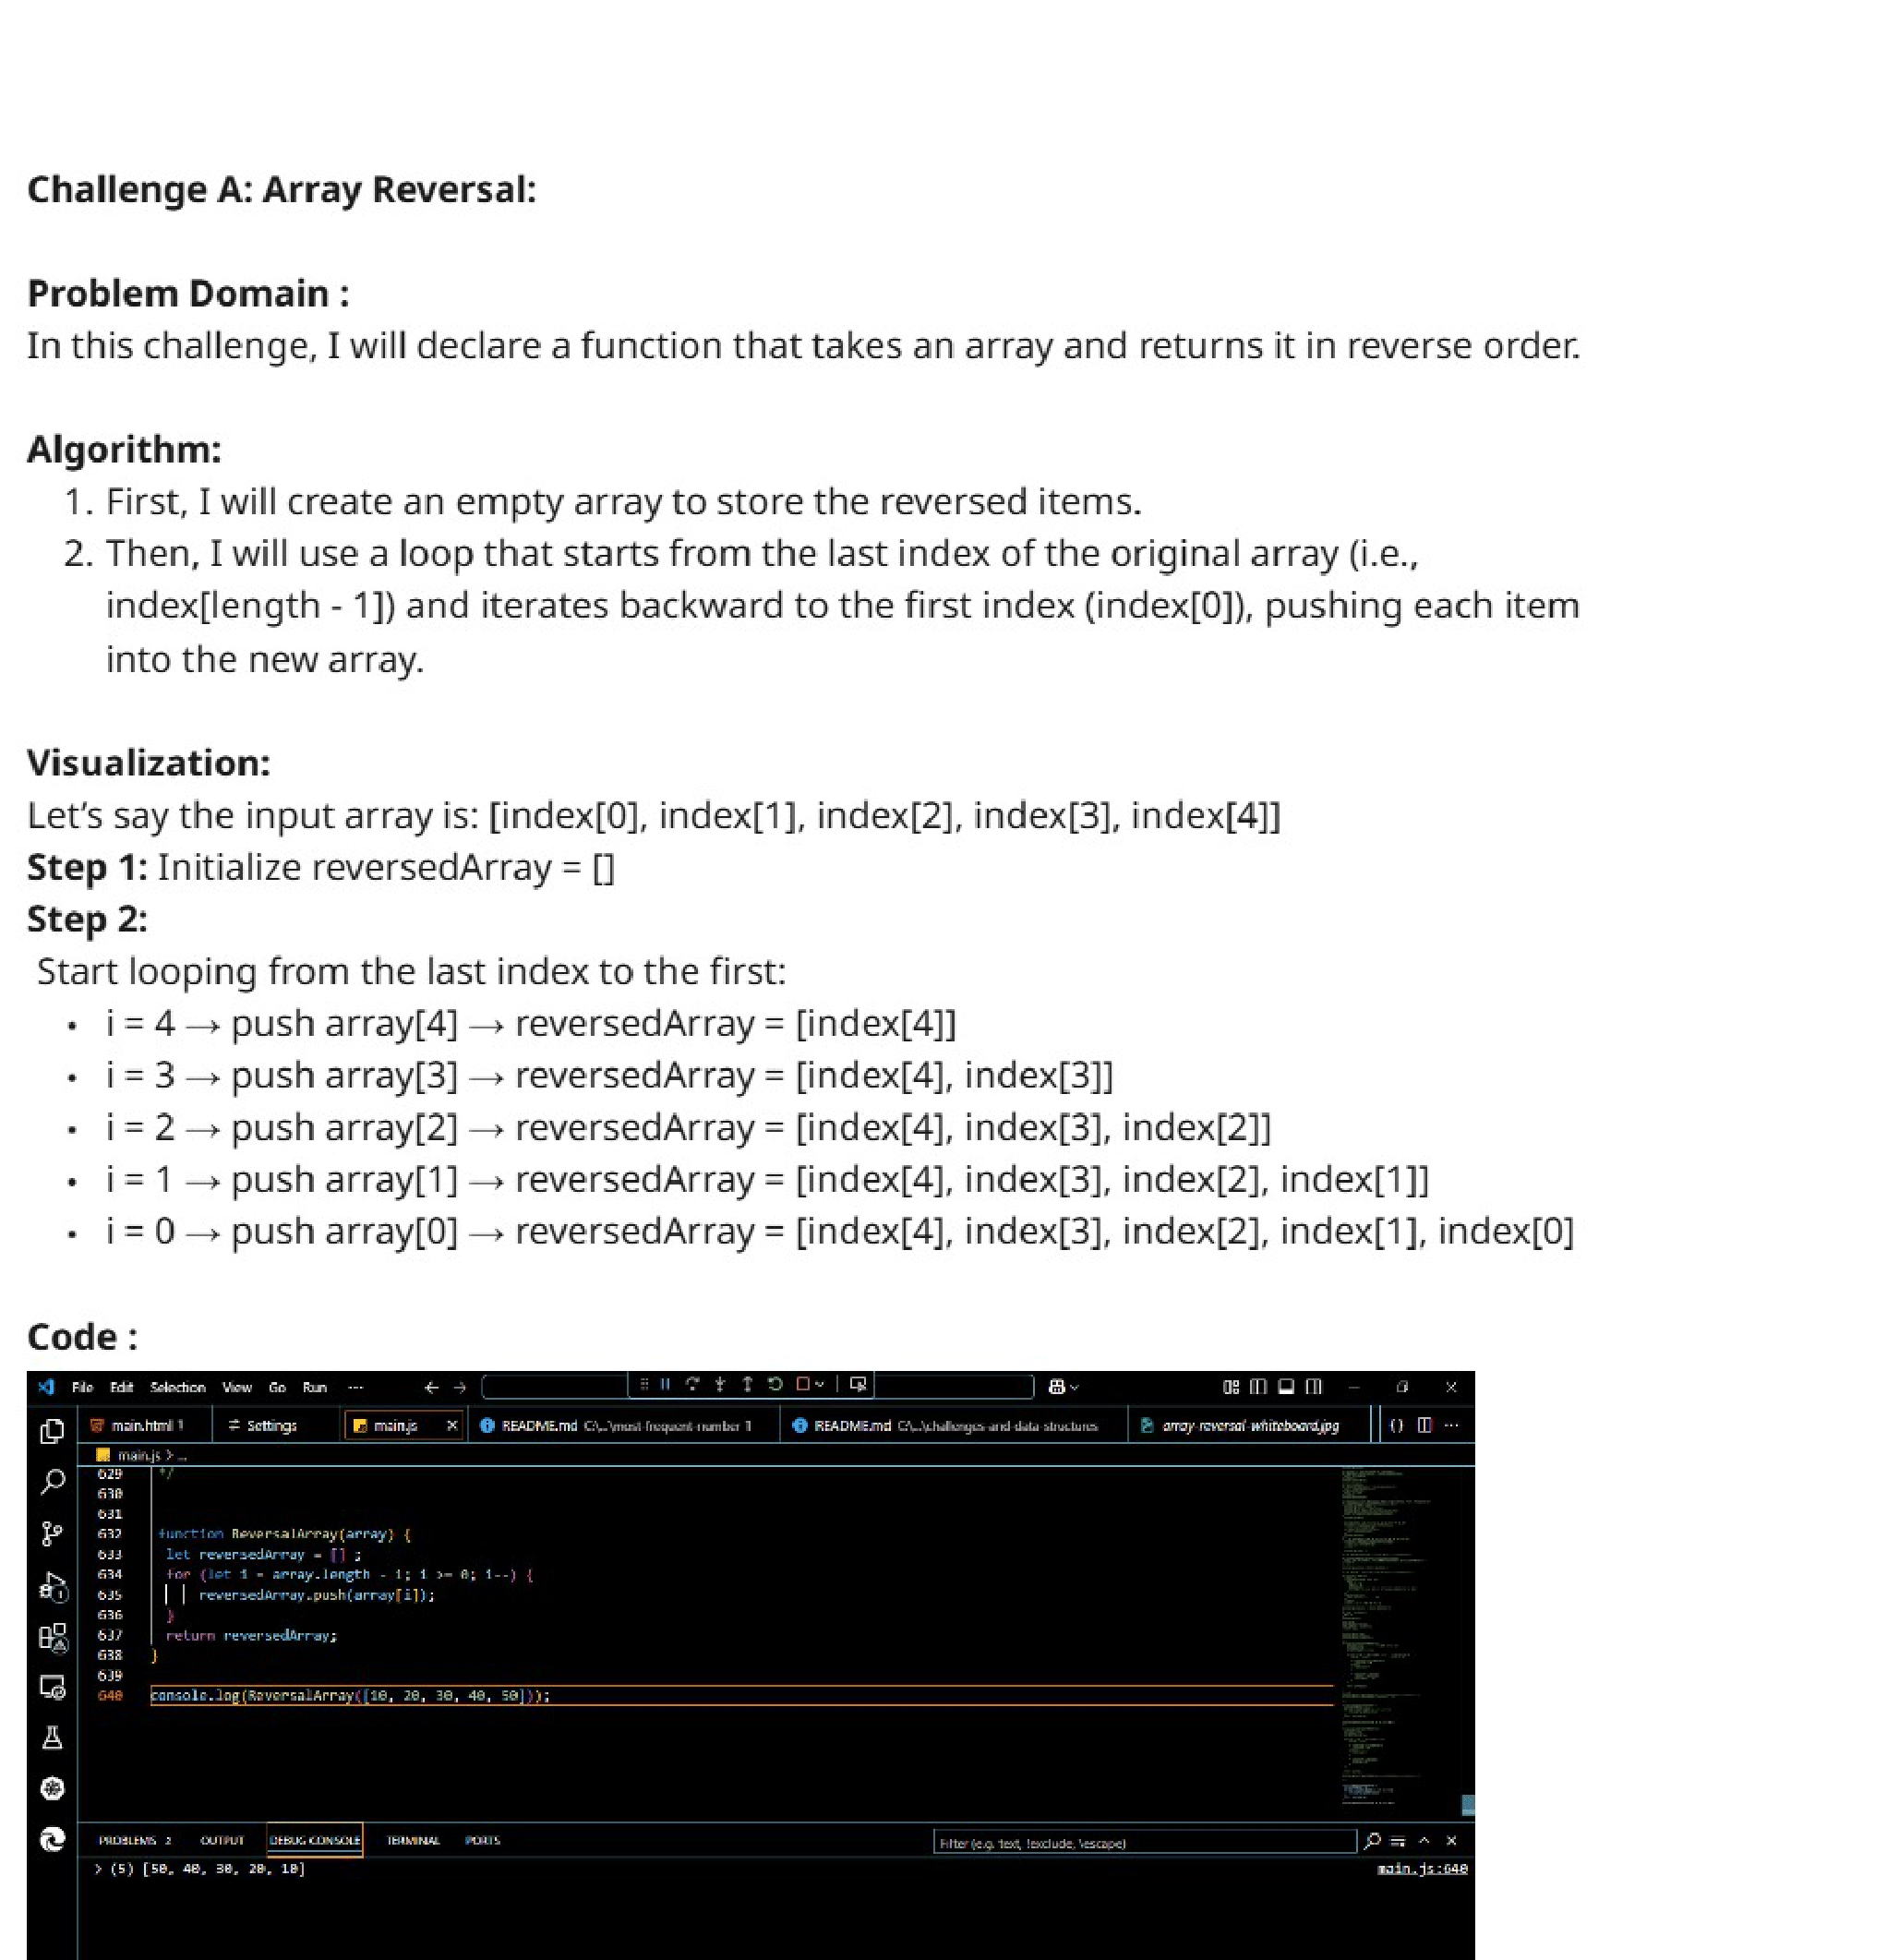 Challenge A: Array Reversal:
Problem Domain :
In this challenge, I will declare a function that takes an array and returns it in reverse order.
Algorithm:
1. First, I will create an empty array to store the reversed items.
2. Then, I will use a loop that starts from the last index of the original array (i.e.,
index[length - 1]) and iterates backward to the first index (index[0]), pushing each item
into the new array.
Visualization:
Let’s say the input array is: [index[0], index[1], index[2], index[3], index[4]]
Step 1: Initialize reversedArray = []
Step 2:
Start looping from the last index to the first:
• i = 4 → push array[4] → reversedArray = [index[4]]
• i = 3 → push array[3] → reversedArray = [index[4], index[3]]
• i = 2 → push array[2] → reversedArray = [index[4], index[3], index[2]]
• i = 1 → push array[1] → reversedArray = [index[4], index[3], index[2], index[1]]
• i = 0 → push array[0] → reversedArray = [index[4], index[3], index[2], index[1], index[0]
Code :
File Edit Selection View Go Run ...
main.html 1 Settings main.js README.md C:\...\most-frequent-number README.md C:\...\challenges-and-data-structures array-reversal-whiteboard.jpg
main.js > ...
629 */
630
631
632 function ReversalArray(array) {
633 let reversedArray = [] ;
634 for (let i = array.length - 1; i >= 0; i--) {
635 reversedArray.push(array[i]);
636 }
637 return reversedArray;
638 }
639
640 console.log(ReversalArray([10, 20, 30, 40, 50]));
PROBLEMS 2 OUTPUT DEBUG CONSOLE TERMINAL PORTS Filter (e.g. text, !exclude, \escape)
> (5) [50, 40, 30, 20, 10] main.js:640